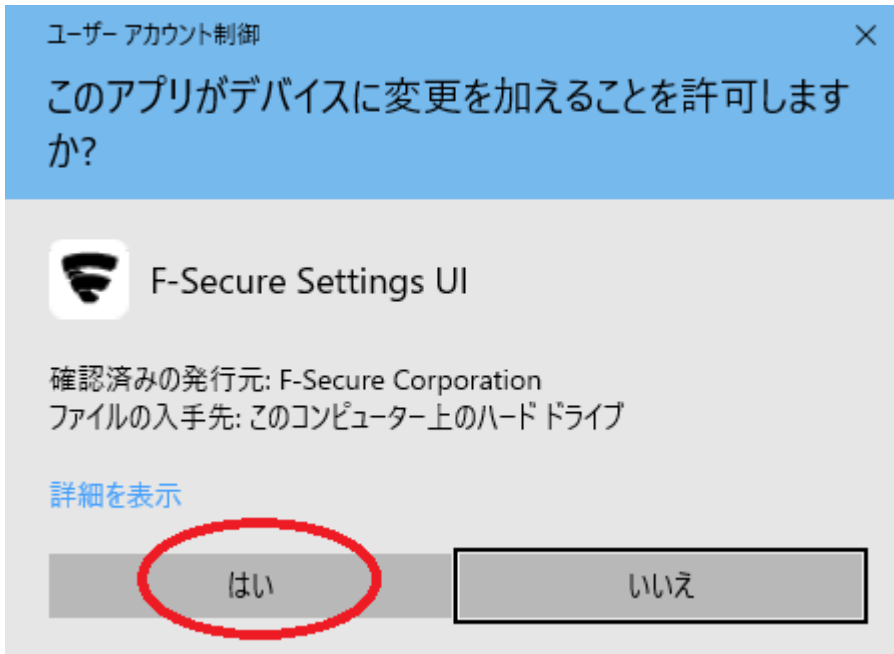 ユーザー アカウント制御
このアプリがデバイスに変更を加えることを許可します
か?
F-Secure Settings UI
確認済みの発行元: F-Secure Corporation
ファイルの入手先: このコンピューター上のハード ドライブ
詳細を表示
はい
いいえ